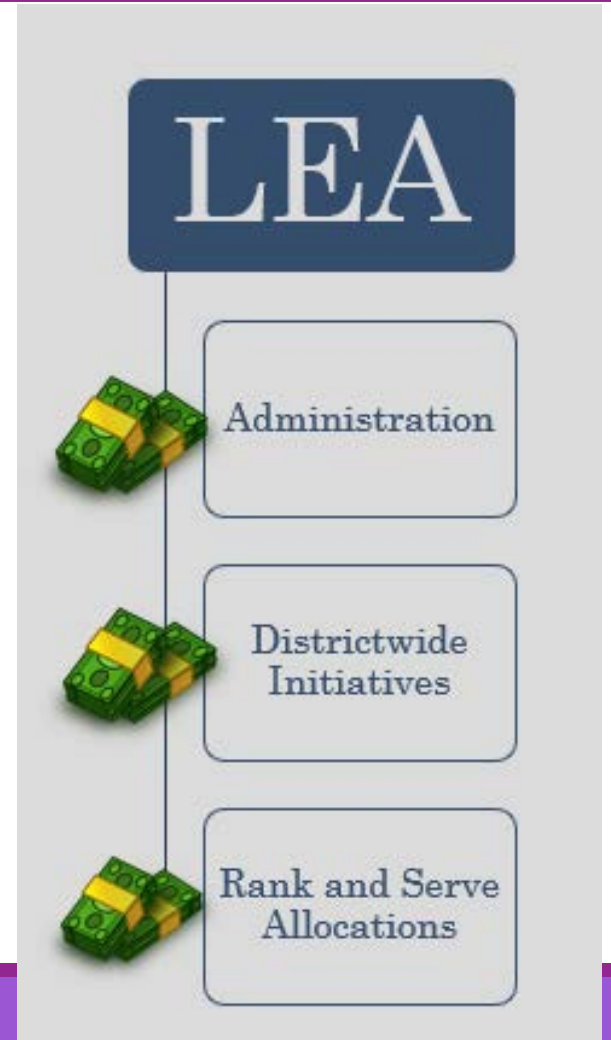 LEA
Administration
Districtwide
Initiatives
Rank and Serve
Allocations